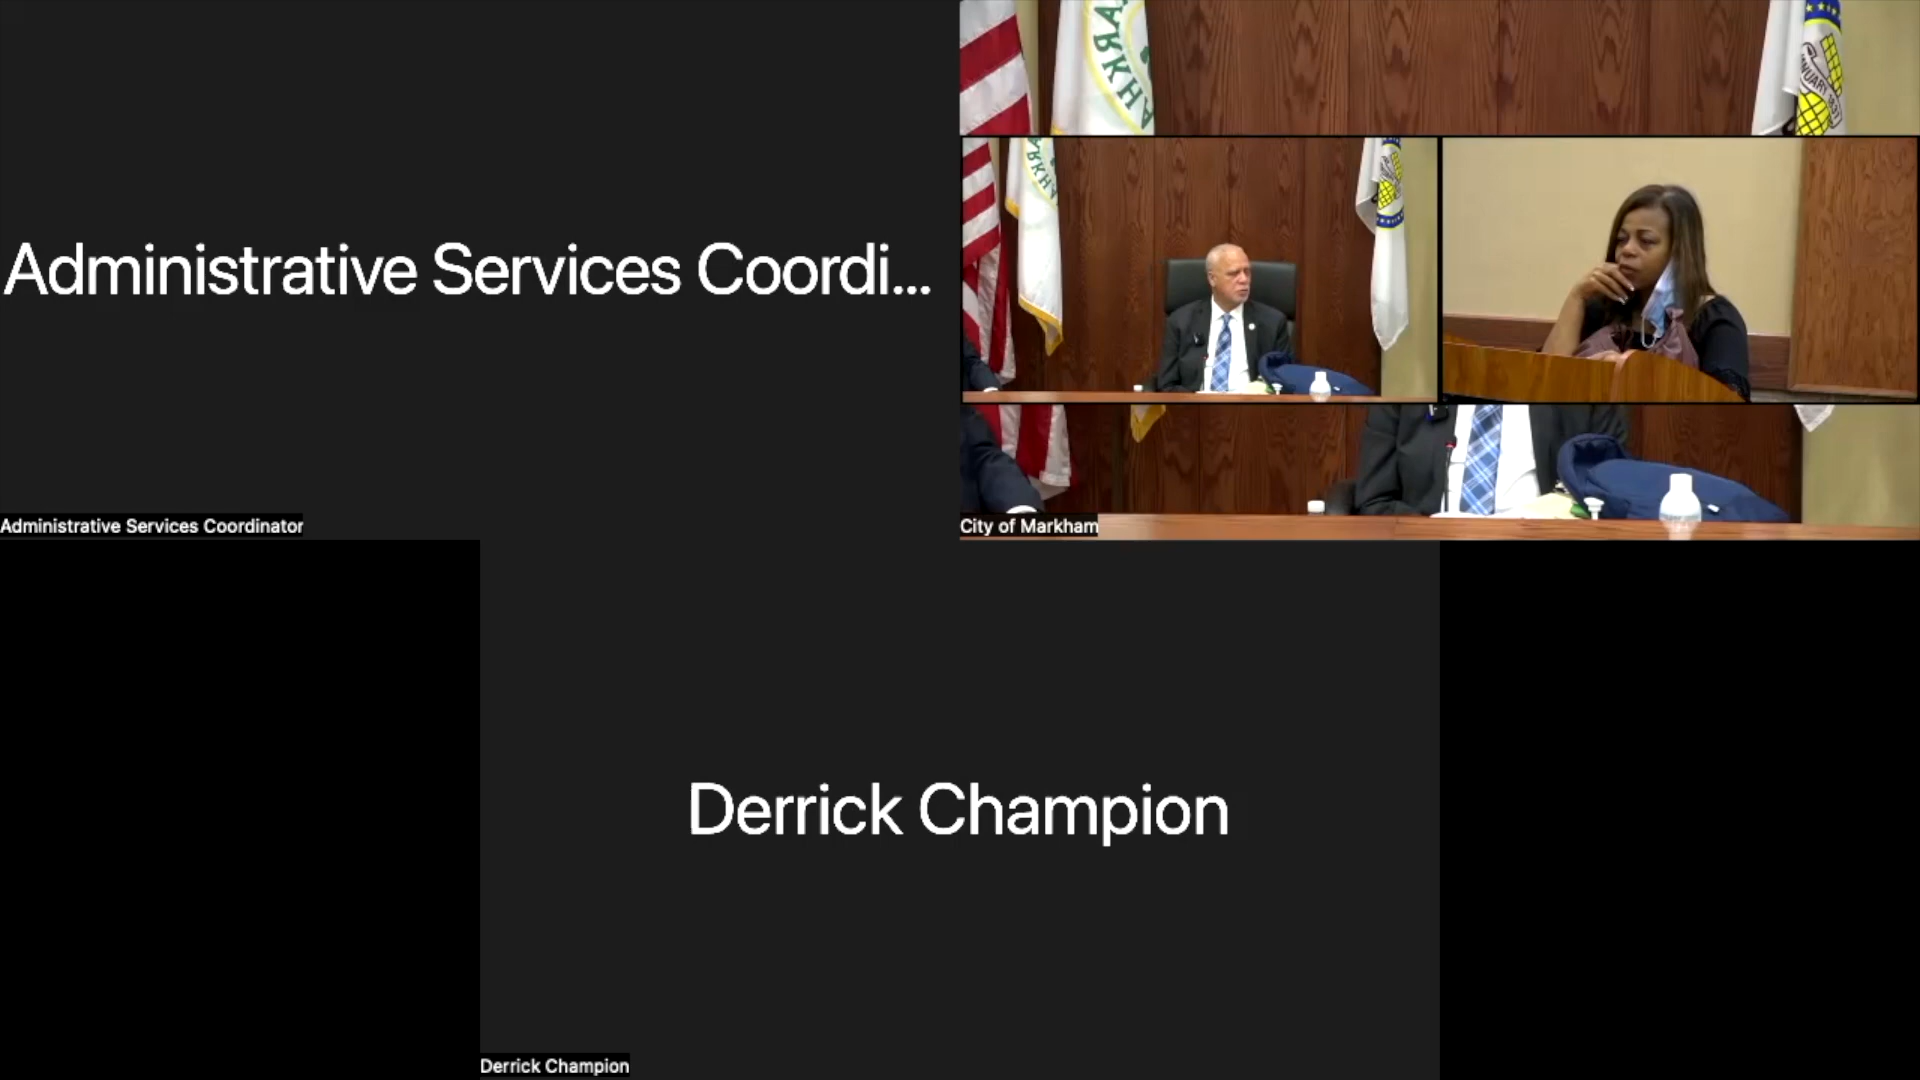 Administrative Services Coordi...
Administrative Services Coordinator
City of Markham
Derrick Champion
Derrick Champion